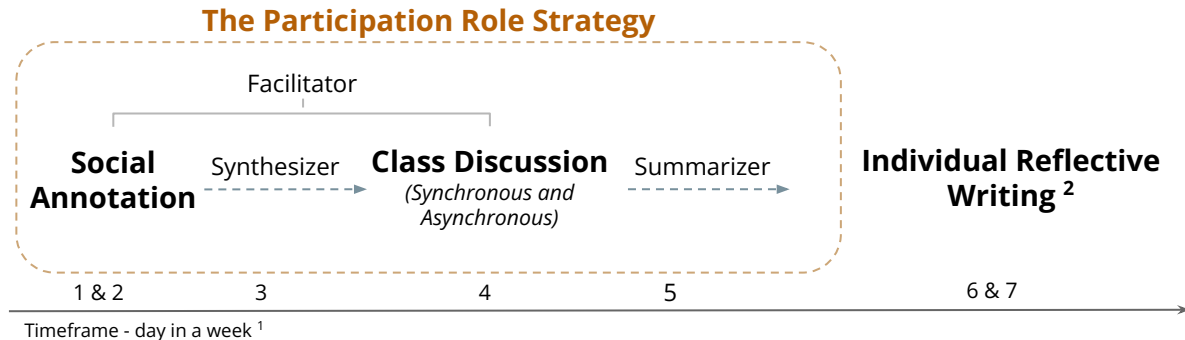 The Participation Role Strategy
Facilitator
Social
Annotation
Synthesizer
Class Discussion
(Synchronous and
Asynchronous)
Summarizer
Individual Reflective
Writing ²
1 & 2
3
4
5
6 & 7
Timeframe - day in a week ¹